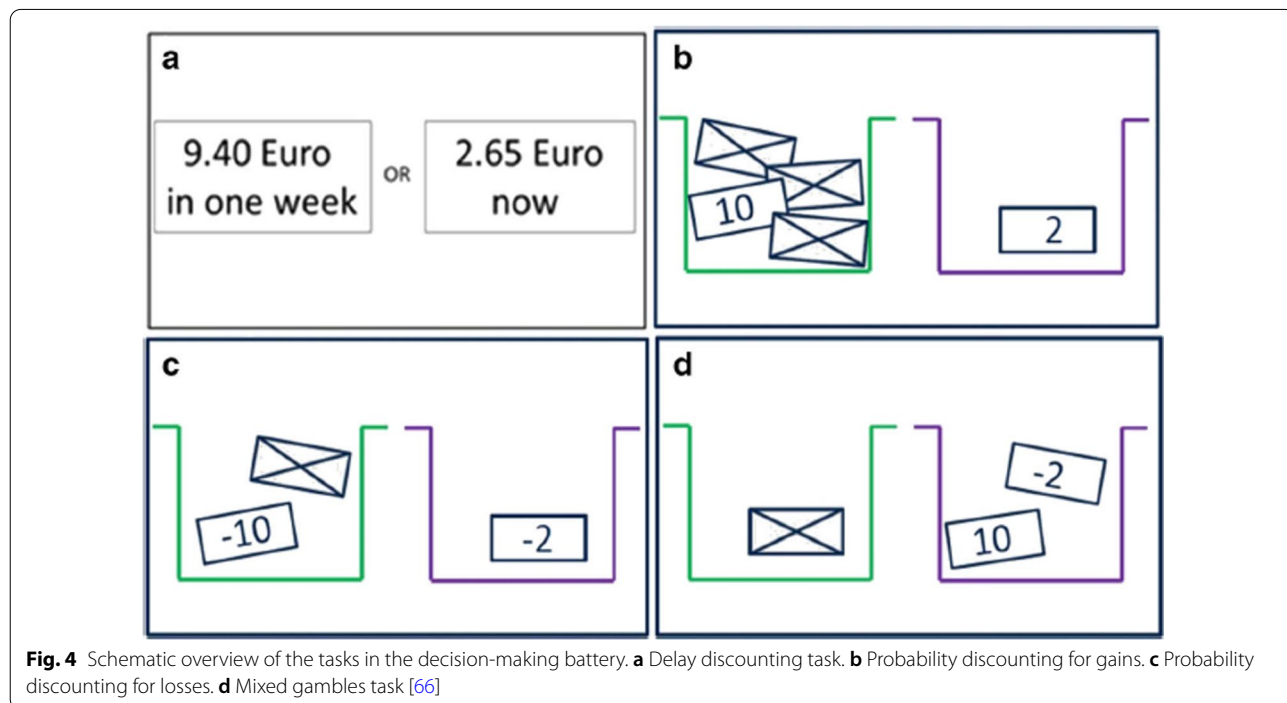 a
9.40 Euro
in one week
OR
2.65 Euro
now
b
10
2
c
-10
-2
d
-2
10
Fig. 4 Schematic overview of the tasks in the decision-making battery. a Delay discounting task. b Probability discounting for gains. c Probability
discounting for losses. d Mixed gambles task [66]